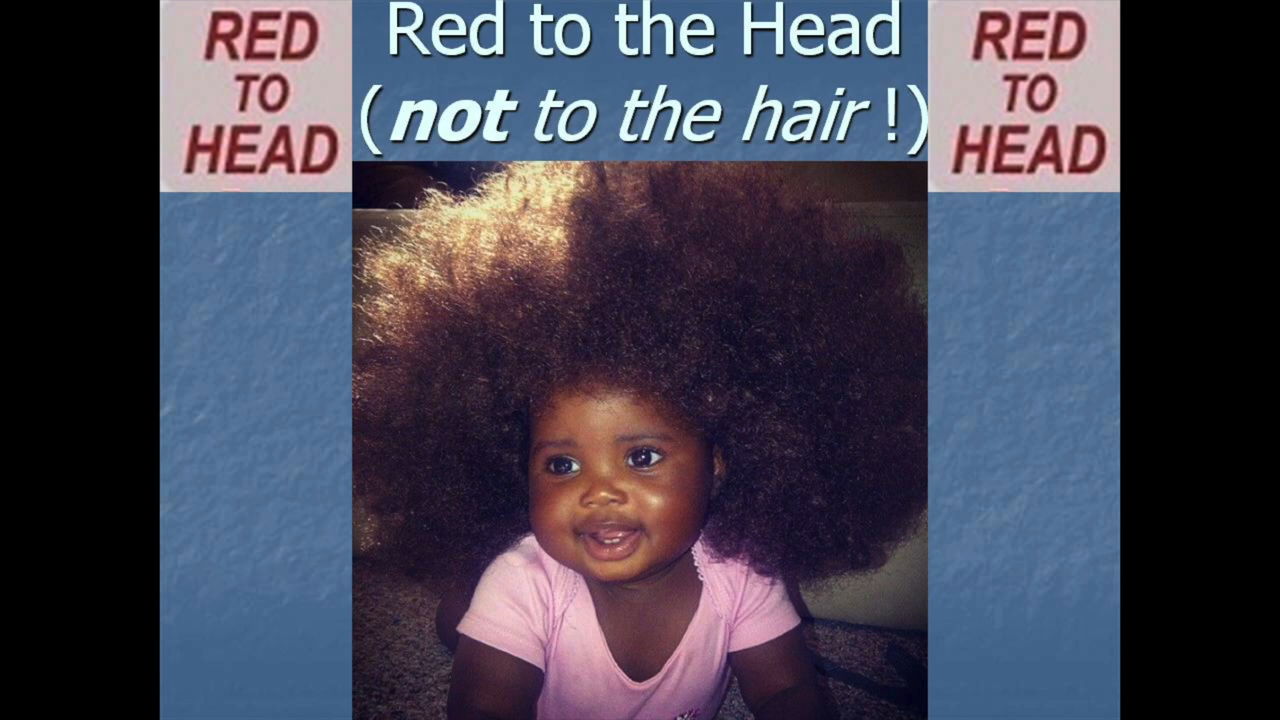 RED
TO
HEAD
Red to the Head
(not to the hair !)
RED
TO
HEAD